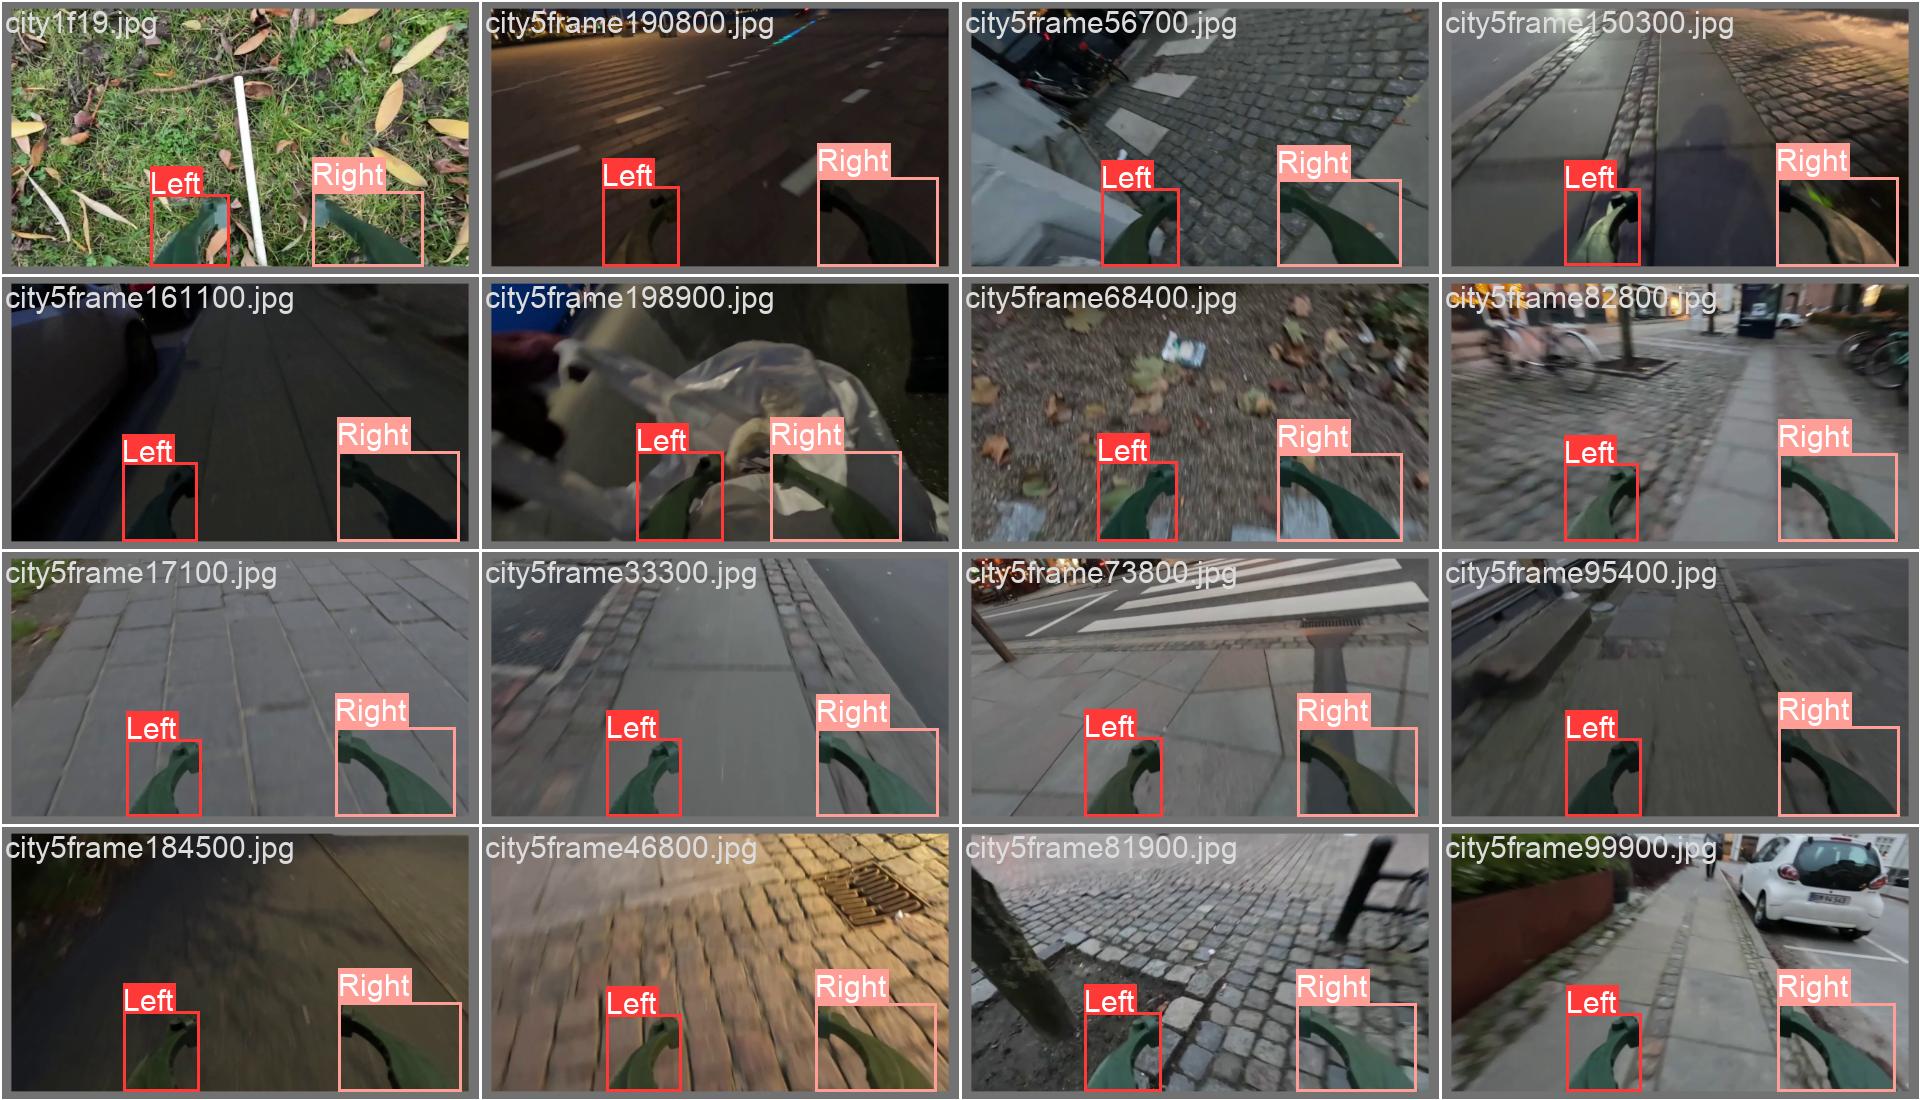 city1f19.jpg
city5frame190800.jpg
city5frame56700.jpg
city5frame150300.jpg
Left
Right
Left
Right
Left
Right
Left
Right
city5frame161100.jpg
city5frame198900.jpg
city5frame68400.jpg
city5frame82800.jpg
Left
Right
Left
Right
Left
Right
Left
Right
city5frame17100.jpg
city5frame33300.jpg
city5frame73800.jpg
city5frame95400.jpg
Left
Right
Left
Right
Left
Right
Left
Right
city5frame184500.jpg
city5frame46800.jpg
city5frame81900.jpg
city5frame99900.jpg
Left
Right
Left
Right
Left
Right
Left
Right